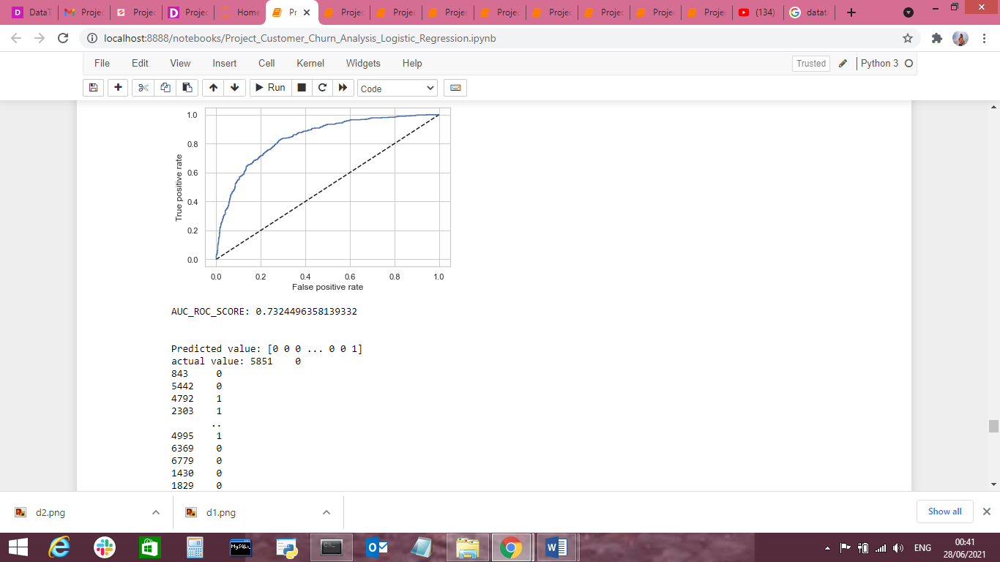 DataT
Projec
Projec
Projec
Home
Pr
Projec
Projec
Projec
Projec
Projec
Projec
Projec
Projec
(134)
datat
localhost:8888/notebooks/Project_Customer_Churn_Analysis_Logistic_Regression.ipynb
File Edit View Insert Cell Kernel Widgets Help Trusted Python 3
Run Code
1.0
0.8
0.6
0.4
0.2
0.0
True positive rate
0.0 0.2 0.4 0.6 0.8 1.0
False positive rate
AUC_ROC_SCORE: 0.7324496358139332
Predicted value: [0 0 0 ... 0 0 1]
actual value: 5851 0
843 0
5442 0
4792 1
2303 1
..
4995 1
6369 0
6779 0
1430 0
1829 0
d2.png
d1.png
Show all
MySQL
ENG
00:41
28/06/2021